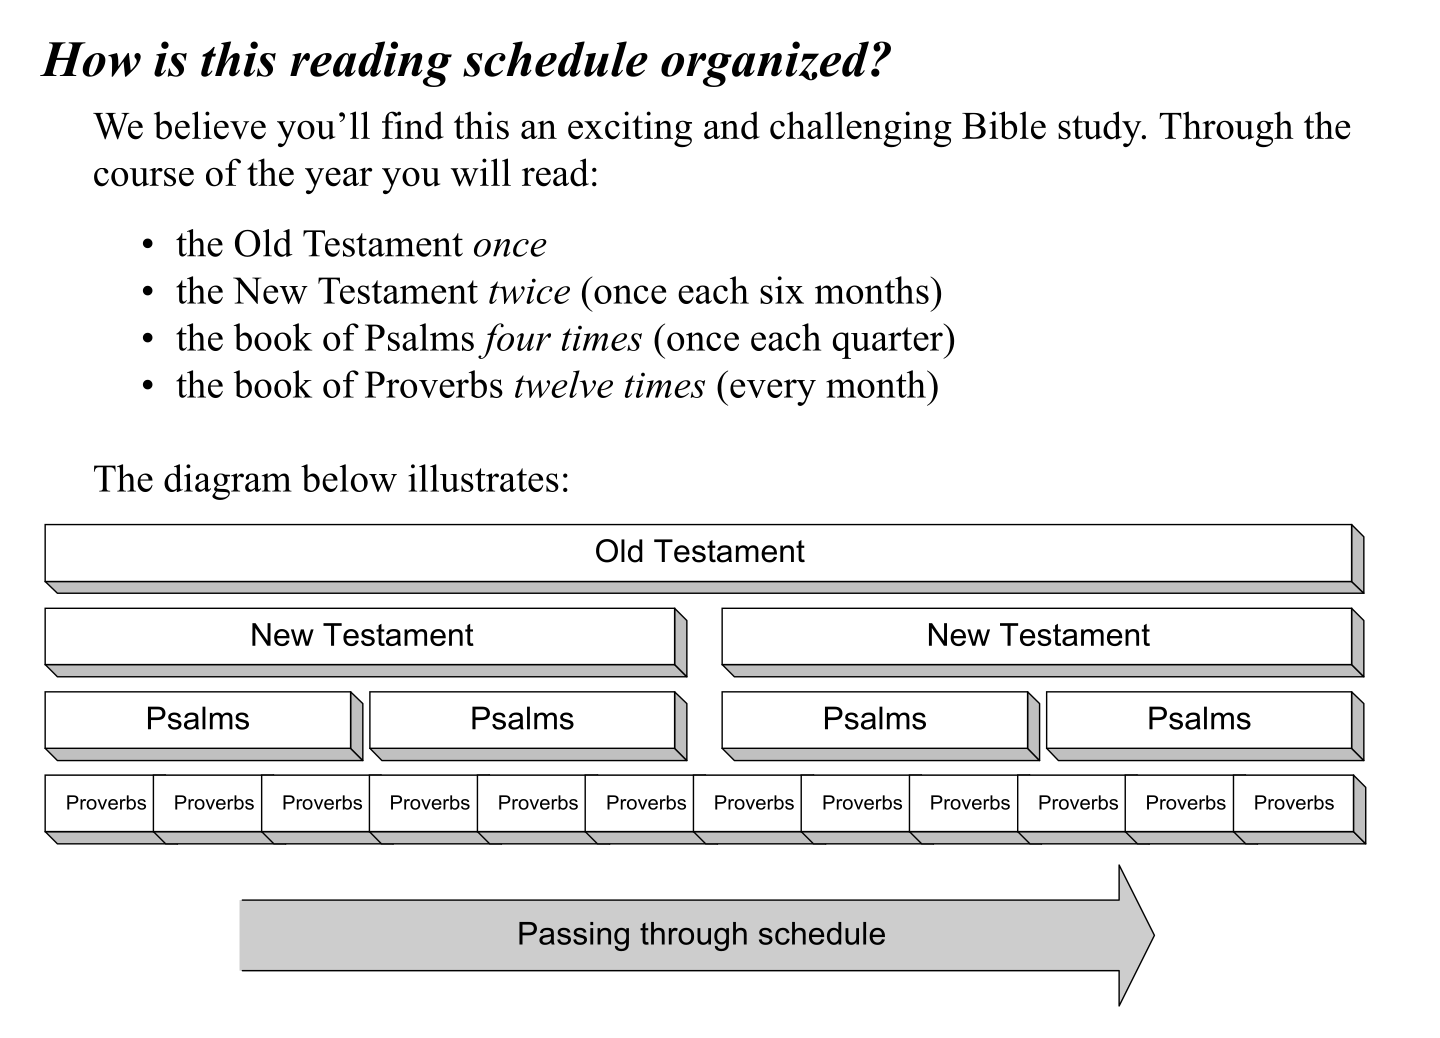 How is this reading schedule organized?
We believe you’ll find this an exciting and challenging Bible study. Through the
course of the year you will read:
• the Old Testament once
• the New Testament twice (once each six months)
• the book of Psalms four times (once each quarter)
• the book of Proverbs twelve times (every month)
The diagram below illustrates:
Old Testament
New Testament New Testament
Psalms Psalms Psalms Psalms
Proverbs Proverbs Proverbs Proverbs Proverbs Proverbs Proverbs Proverbs Proverbs Proverbs Proverbs Proverbs
Passing through schedule